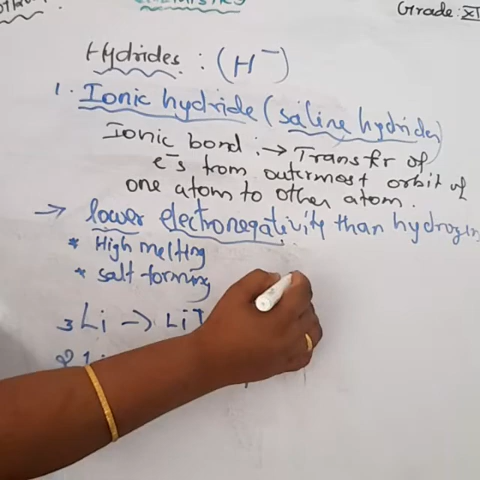 Grade: XI
Hydrides : (H⁻)
1. Ionic hydride (saline hydrides)
Ionic bond :→ Transfr of
e⁻s from outermost orbit of
one atom to other atom.
→ lower electronegativity than hydrogen
* High melting
* salt forming
₃Li → Li